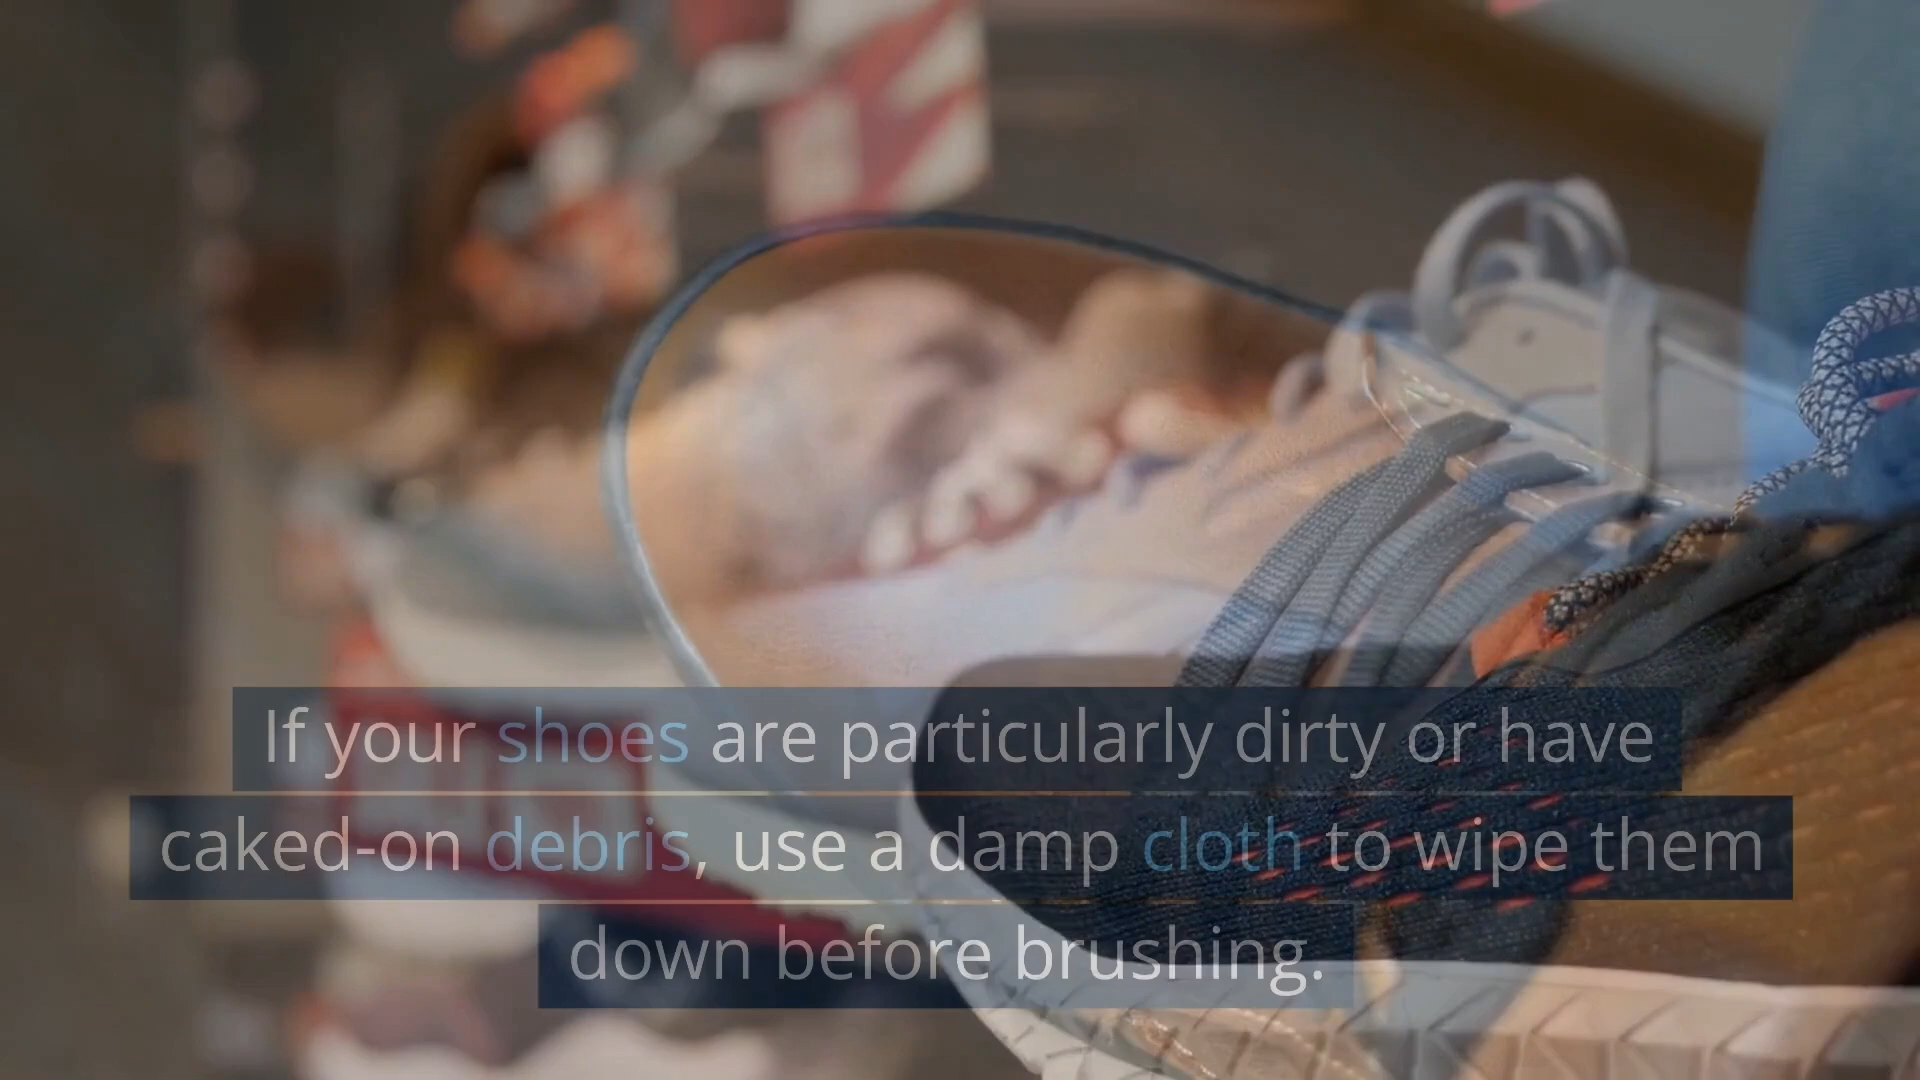 If your shoes are particularly dirty or have
caked-on debris, use a damp cloth to wipe them
down before brushing.